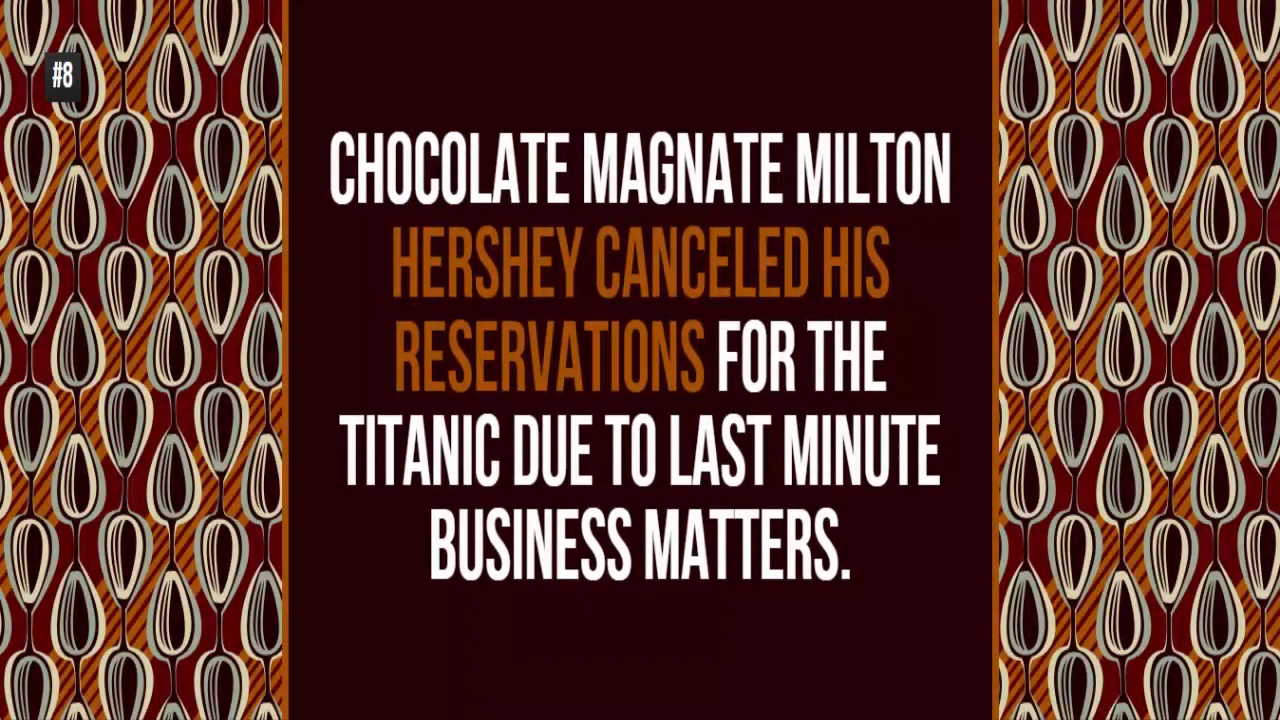 #8
CHOCOLATE MAGNATE MILTON
HERSHEY CANCELED HIS
RESERVATIONS FOR THE
TITANIC DUE TO LAST MINUTE
BUSINESS MATTERS.